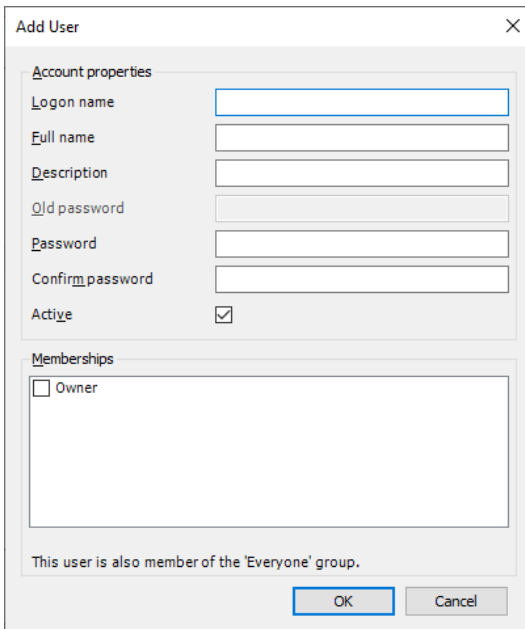 Add User
Account properties
Logon name
Full name
Description
Old password
Password
Confirm password
Active
Memberships
Owner
This user is also member of the 'Everyone' group.
OK Cancel